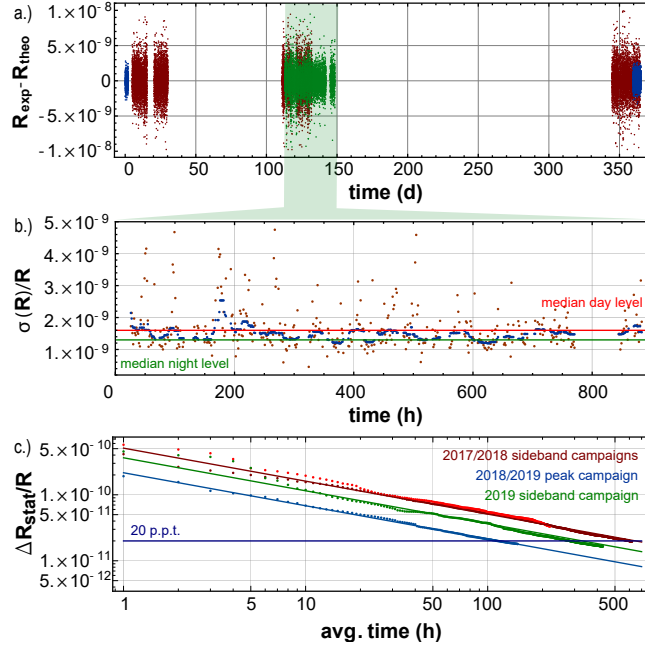 a.)
R_exp- R_theo
1.×10^-8
5.×10^-9
0
-5.×10^-9
-1.×10^-8
0 50 100 150 200 250 300 350
time (d)
b.)
σ(R)/R
5.×10^-9
4.×10^-9
3.×10^-9
2.×10^-9
1.×10^-9
median day level
median night level
0 200 400 600 800
time (h)
c.)
ΔR_stat/R
5.×10^-10
1.×10^-10
5.×10^-11
1.×10^-11
5.×10^-12
2017/2018 sideband campaigns
2018/2019 peak campaign
2019 sideband campaign
20 p.p.t.
1 5 10 50 100 500
avg. time (h)